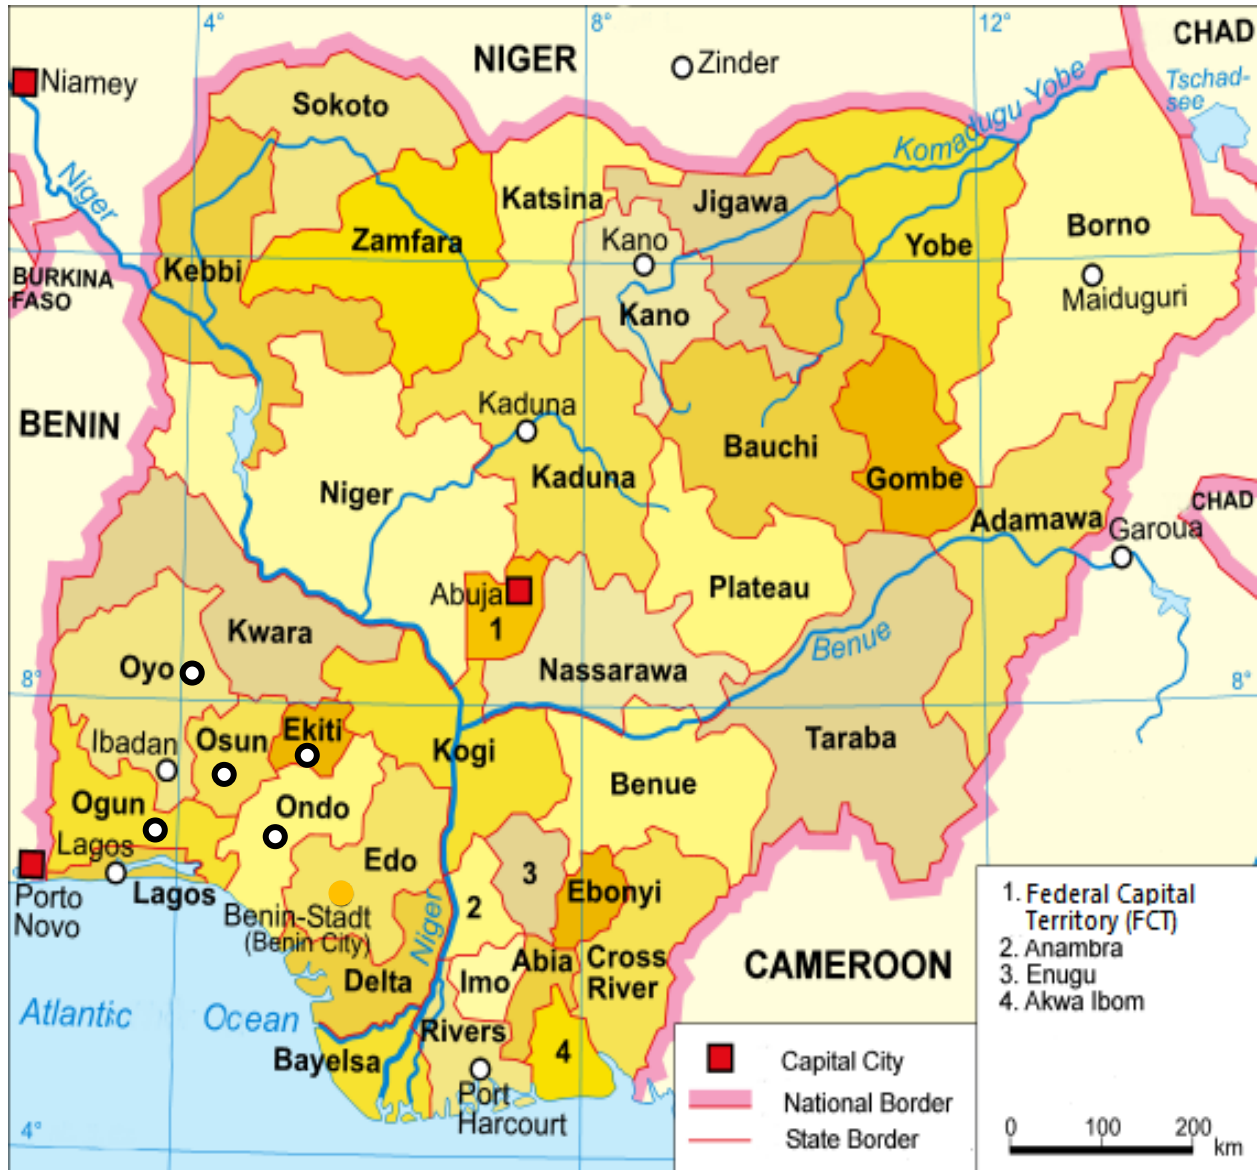 4°
8°
12°
NIGER
CHAD
Zinder
Niamey
Tschad-
see
Sokoto
Komadugu Yobe
Niger
Katsina
Jigawa
Borno
Zamfara
Kano
Yobe
Kebbi
BURKINA
FASO
Maiduguri
Kano
BENIN
Kaduna
Bauchi
Kaduna
Niger
Gombe
CHAD
Adamawa
Garoua
Abuja
1
Plateau
Kwara
Benue
Oyo
Nassarawa
8°
8°
Ibadan
Osun
Ekiti
Kogi
Taraba
Benue
Ogun
Ondo
Lagos
Edo
3
Ebonyi
Porto
Novo
Lagos
2
Benin-Stadt
(Benin City)
Niger
Abia
Cross
River
CAMEROON
Delta
Imo
Atlantic Ocean
Rivers
Bayelsa
4
Port
Harcourt
4°
1. Federal Capital
Territory (FCT)
2. Anambra
3. Enugu
4. Akwa Ibom
Capital City
National Border
State Border
0 100 200
km